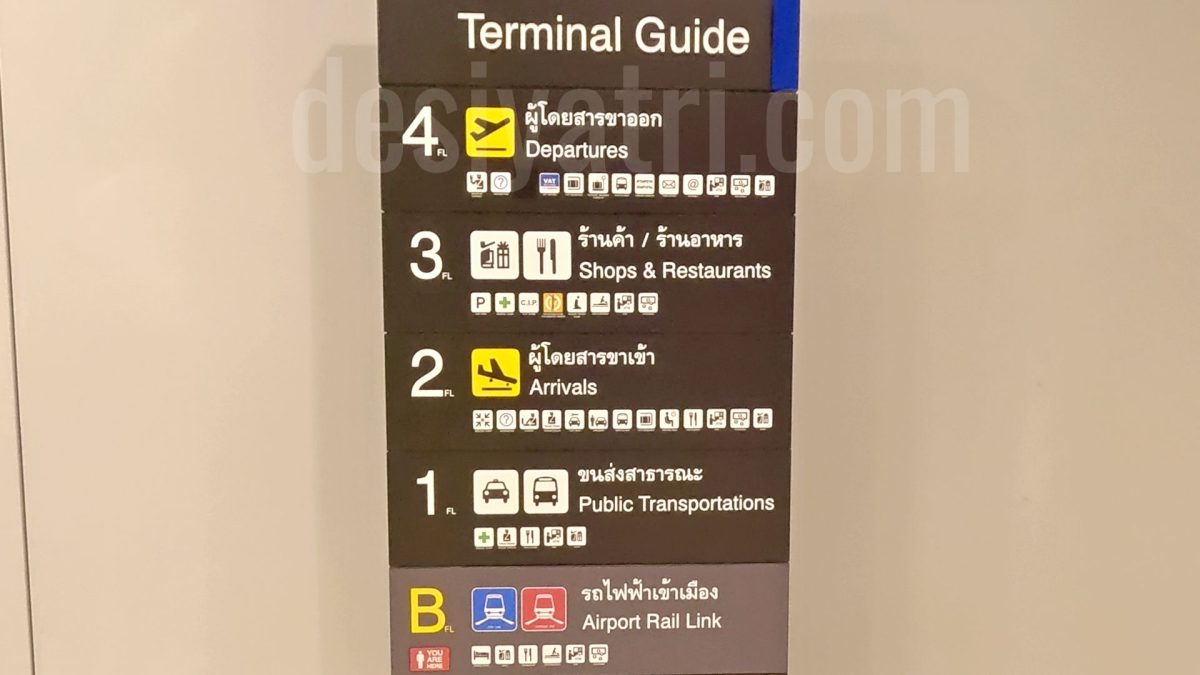 Terminal Guide
desiyatri.com
4 FL
ผู้โดยสารขาออก
Departures
? VAT @
3 FL
ร้านค้า / ร้านอาหาร
Shops & Restaurants
P C.I.P.
2 FL
ผู้โดยสารขาเข้า
Arrivals
?
1 FL
ขนส่งสาธารณะ
Public Transportations
B FL
รถไฟฟ้าเข้าเมือง
Airport Rail Link
YOU
ARE
HERE